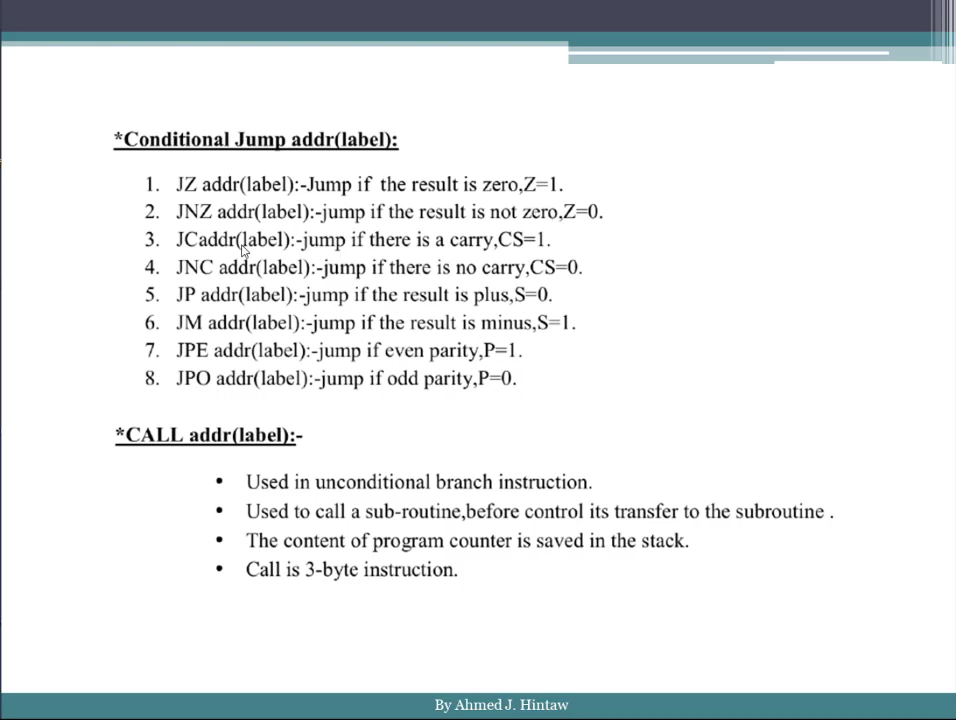 *Conditional Jump addr(label):
1. JZ addr(label):-Jump if the result is zero,Z=1.
2. JNZ addr(label):-jump if the result is not zero,Z=0.
3. JCaddr(label):-jump if there is a carry,CS=1.
4. JNC addr(label):-jump if there is no carry,CS=0.
5. JP addr(label):-jump if the result is plus,S=0.
6. JM addr(label):-jump if the result is minus,S=1.
7. JPE addr(label):-jump if even parity,P=1.
8. JPO addr(label):-jump if odd parity,P=0.
*CALL addr(label):-
• Used in unconditional branch instruction.
• Used to call a sub-routine,before control its transfer to the subroutine .
• The content of program counter is saved in the stack.
• Call is 3-byte instruction.
By Ahmed J. Hintaw